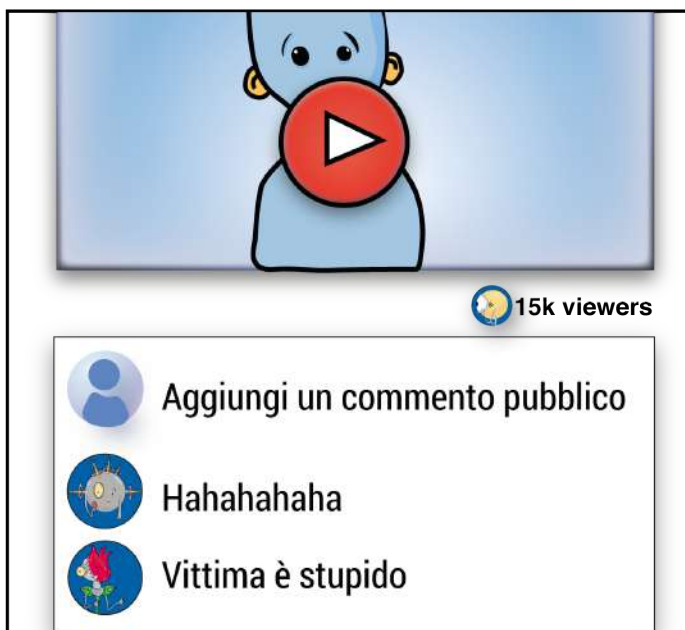 15k viewers
Aggiungi un commento pubblico
Hahahahaha
Vittima è stupido